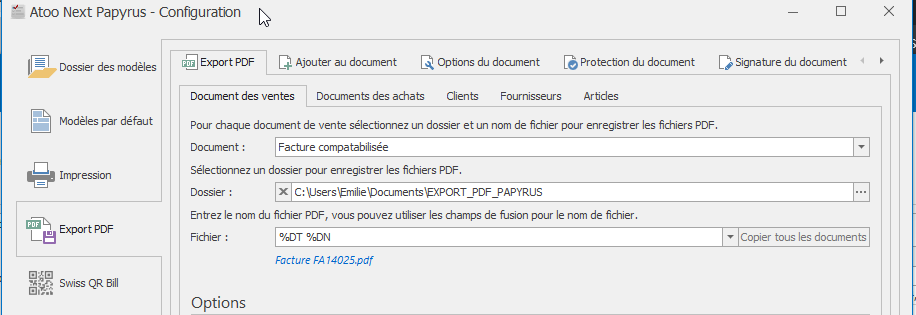 Atoo Next Papyrus - Configuration
Dossier des modèles
Modèles par défaut
Impression
Export PDF
Swiss QR Bill
Export PDF Ajouter au document Options du document Protection du document Signature du document
Document des ventes Documents des achats Clients Fournisseurs Articles
Pour chaque document de vente sélectionnez un dossier et un nom de fichier pour enregistrer les fichiers PDF.
Document : Facture compatabilisée
Sélectionnez un dossier pour enregistrer les fichiers PDF.
Dossier : C:\Users\Emilie\Documents\EXPORT_PDF_PAPYRUS ...
Entrez le nom du fichier PDF, vous pouvez utiliser les champs de fusion pour le nom de fichier.
Fichier : %DT %DN Copier tous les documents
Facture FA14025.pdf
Options